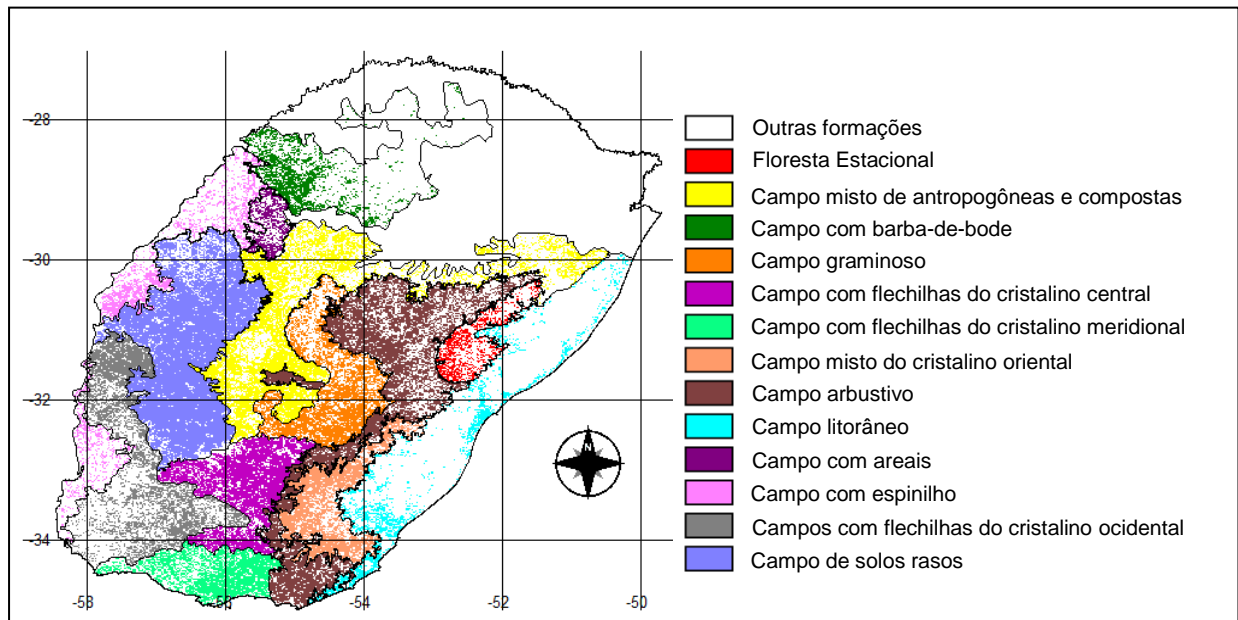 -28
-30
-32
-34
-58
-56
-54
-52
-50
Outras formações
Floresta Estacional
Campo misto de antropogôneas e compostas
Campo com barba-de-bode
Campo graminoso
Campo com flechilhas do cristalino central
Campo com flechilhas do cristalino meridional
Campo misto do cristalino oriental
Campo arbustivo
Campo litorâneo
Campo com areais
Campo com espinilho
Campos com flechilhas do cristalino ocidental
Campo de solos rasos